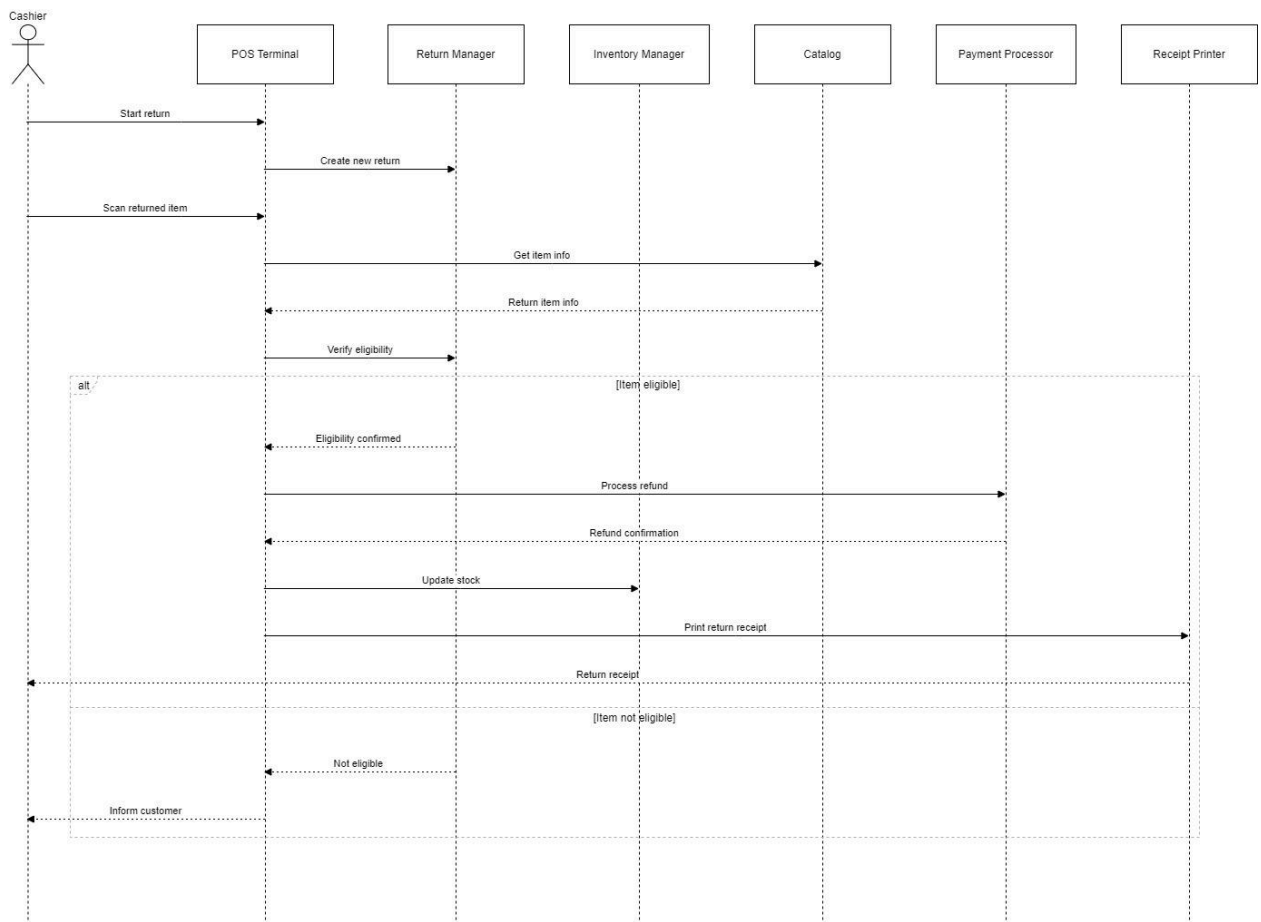 Cashier
POS Terminal
Return Manager
Inventory Manager
Catalog
Payment Processor
Receipt Printer
Start return
Create new return
Scan returned item
Get item info
Return item info
Verify eligibility
alt
[Item eligible]
Eligibility confirmed
Process refund
Refund confirmation
Update stock
Print return receipt
Return receipt
[Item not eligible]
Not eligible
Inform customer